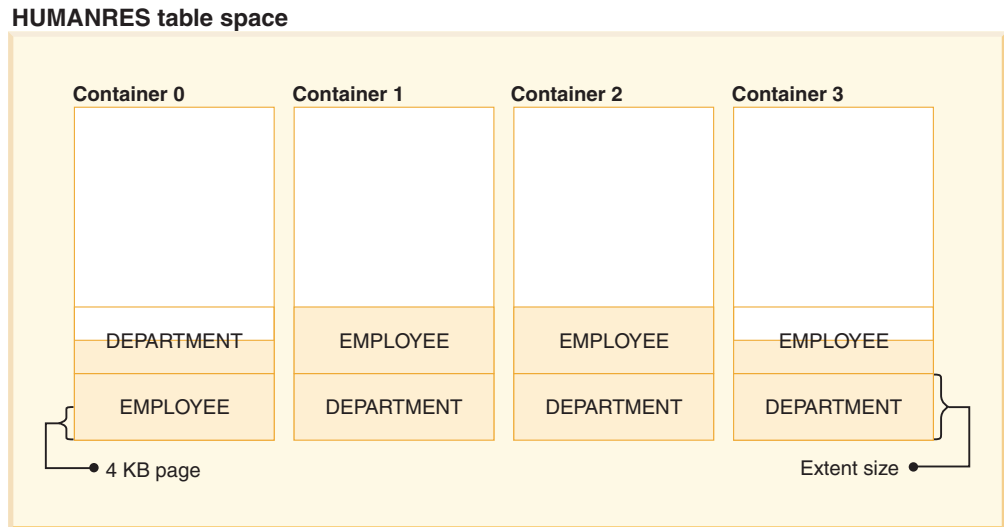 HUMANRES table space
Container 0 Container 1 Container 2 Container 3
DEPARTMENT EMPLOYEE EMPLOYEE EMPLOYEE
EMPLOYEE DEPARTMENT DEPARTMENT DEPARTMENT
4 KB page Extent size